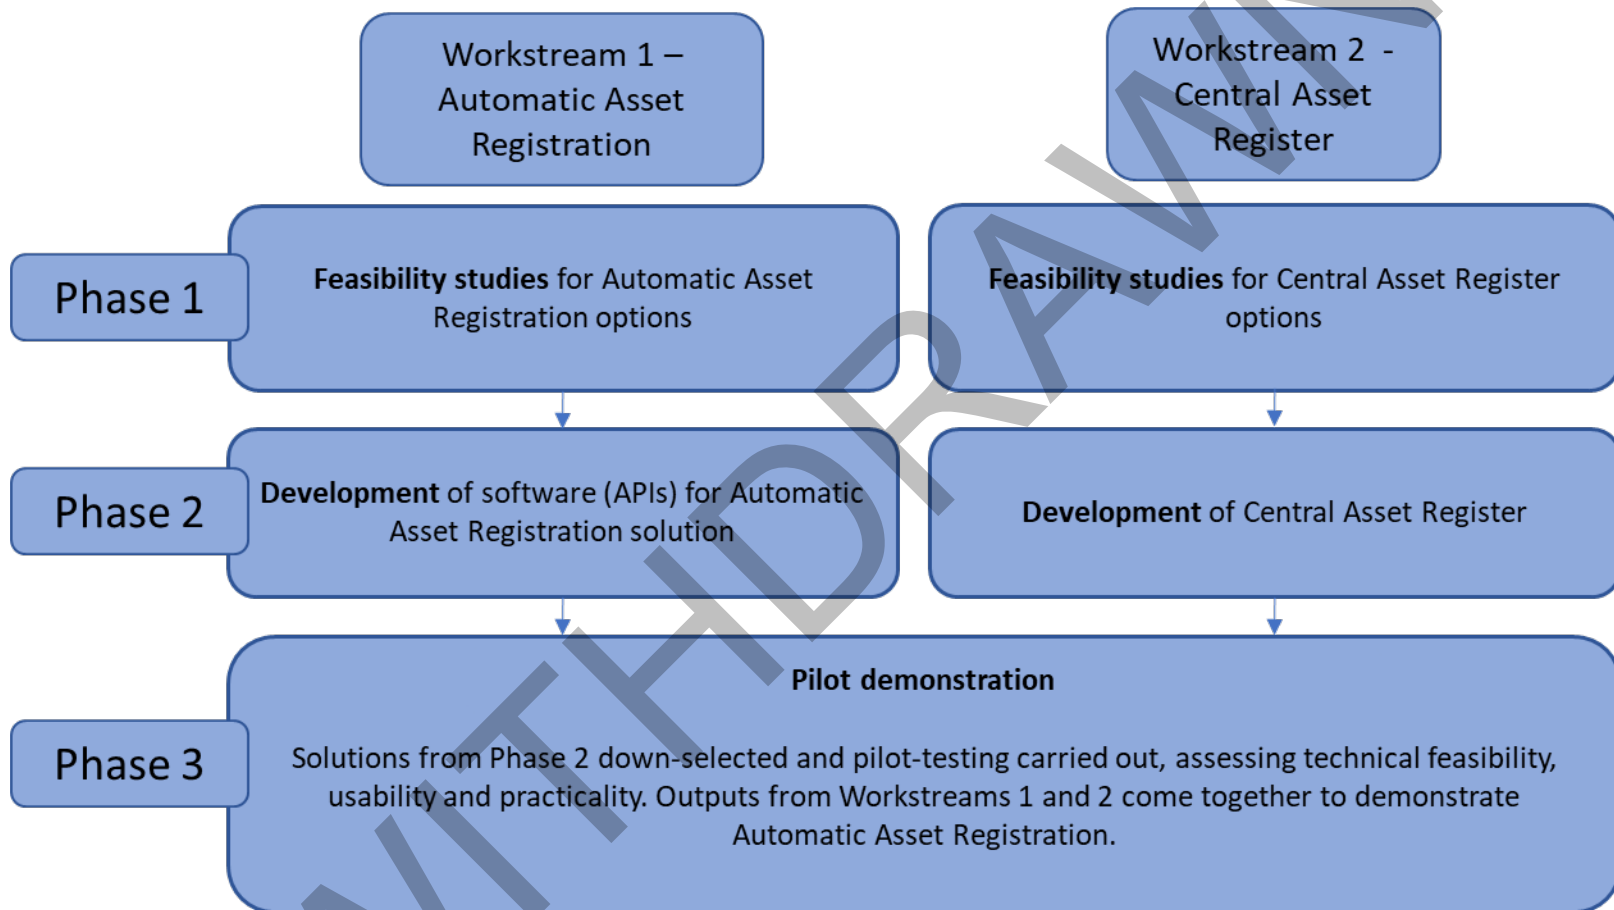 Workstream 1 –
Automatic Asset
Registration
Workstream 2 -
Central Asset
Register
Phase 1
Feasibility studies for Automatic Asset
Registration options
Feasibility studies for Central Asset Register
options
Phase 2
Development of software (APIs) for Automatic
Asset Registration solution
Development of Central Asset Register
Phase 3
Pilot demonstration
Solutions from Phase 2 down-selected and pilot-testing carried out, assessing technical feasibility,
usability and practicality. Outputs from Workstreams 1 and 2 come together to demonstrate
Automatic Asset Registration.
WITHDRAWN